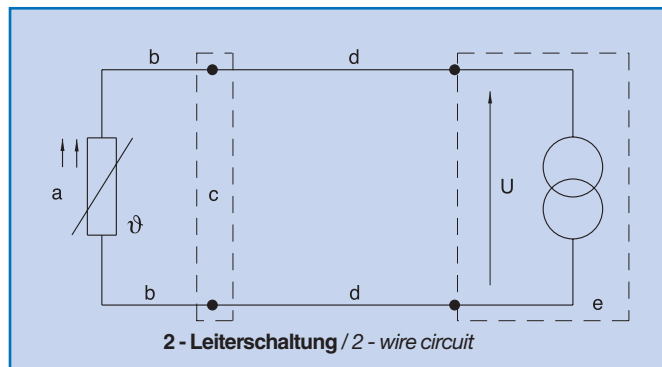 b d
a c U
ϑ
b d e
2 - Leiterschaltung / 2 - wire circuit